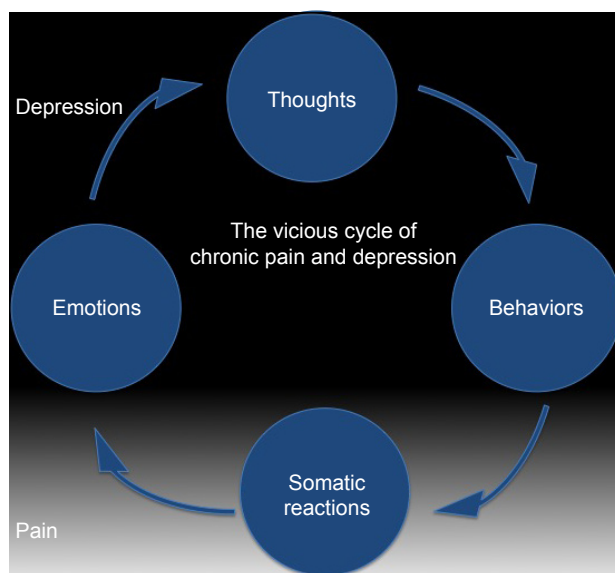 Thoughts
Depression
The vicious cycle of
chronic pain and depression
Emotions
Behaviors
Somatic
reactions
Pain